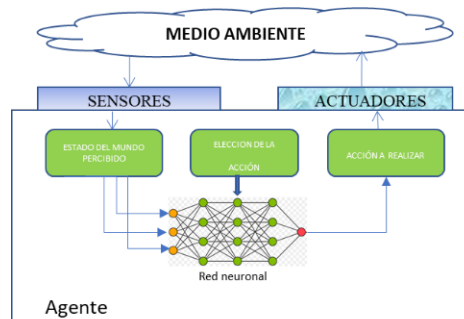 MEDIO AMBIENTE
SENSORES
ACTUADORES
ESTADO DEL MUNDO
PERCIBIDO
ELECCION DE LA
ACCIÓN
ACCIÓN A REALIZAR
Red neuronal
Agente